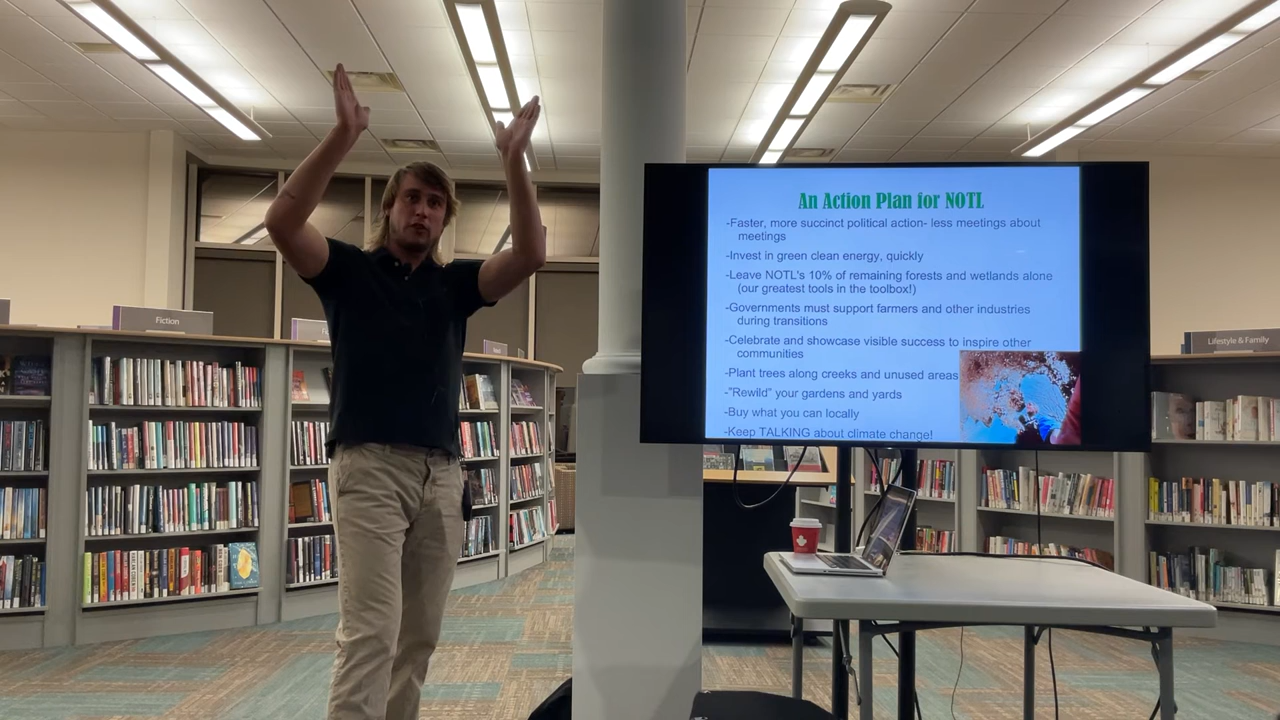 An Action Plan for NOTL
-Faster, more succinct political action- less meetings about
meetings
-Invest in green clean energy, quickly
-Leave NOTL's 10% of remaining forests and wetlands alone
(our greatest tools in the toolbox!)
-Governments must support farmers and other industries
during transitions
-Celebrate and showcase visible success to inspire other
communities
-Plant trees along creeks and unused areas
-"Rewild" your gardens and yards
-Buy what you can locally
-Keep TALKING about climate change!
Fiction
Lifestyle & Family